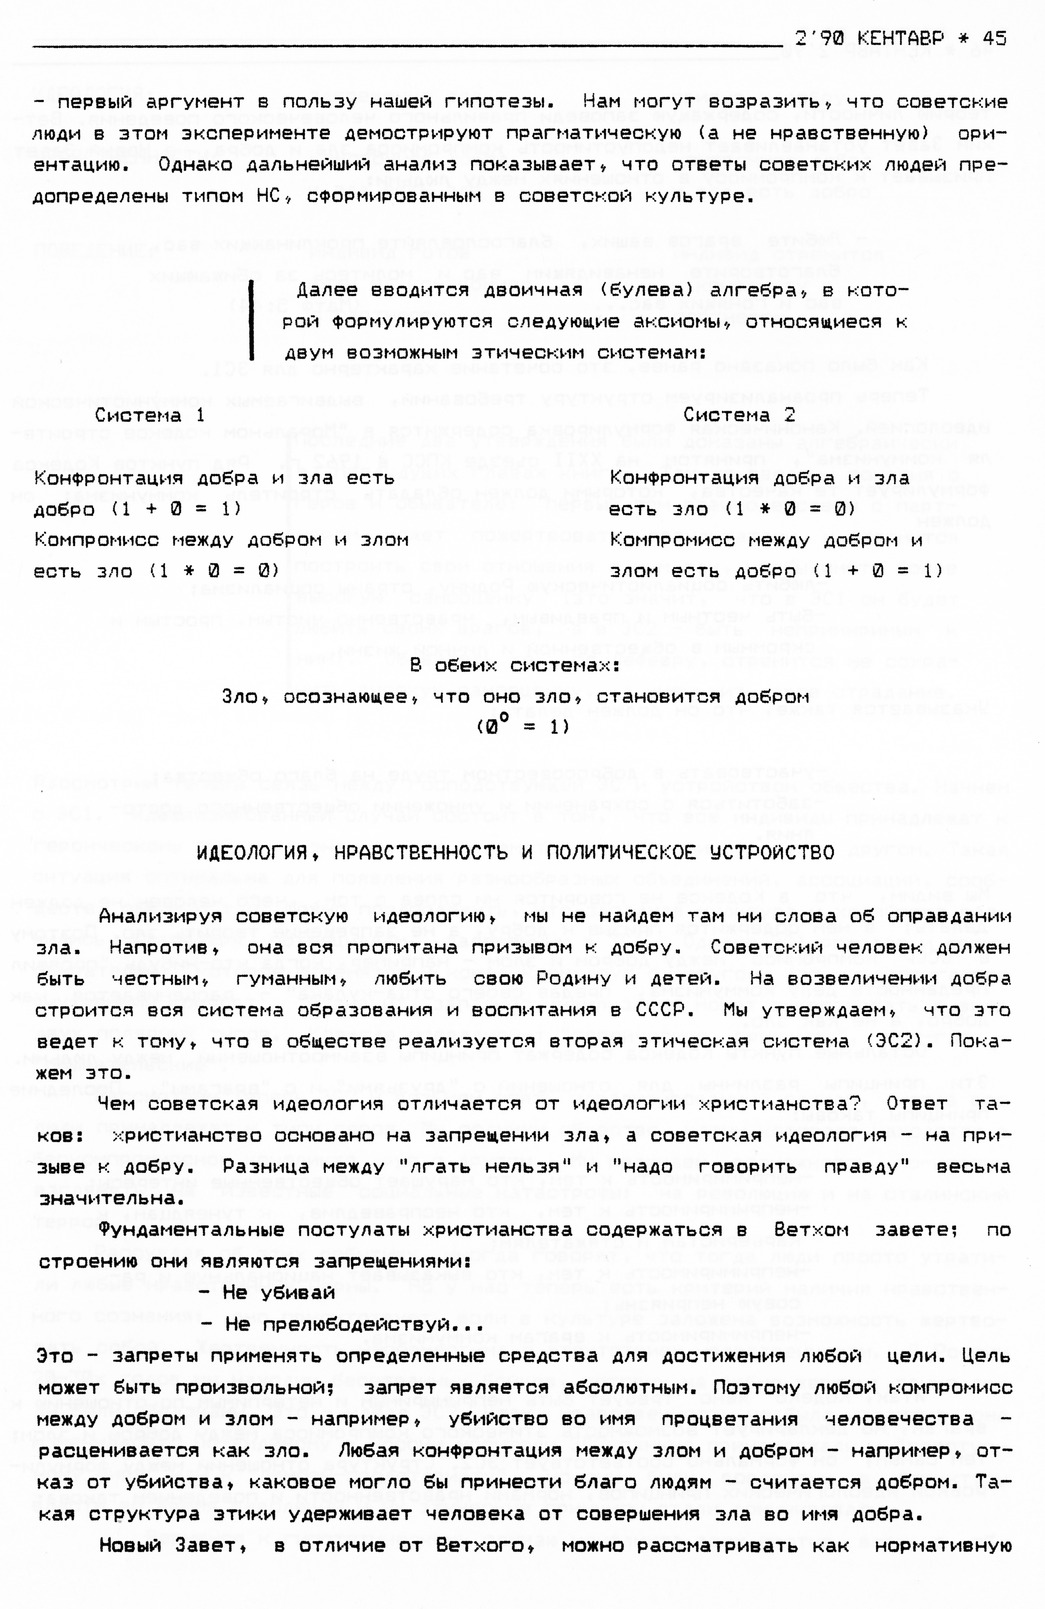 2'90 КЕНТАВР * 45
- первый аргумент в пользу нашей гипотезы. Нам могут возразить, что советские
люди в этом эксперименте демострируют прагматическую (а не нравственную) ори-
ентацию. Однако дальнейший анализ показывает, что ответы советских людей пре-
допределены типом НС, сформированным в советской культуре.
Далее вводится двоичная (булева) алгебра, в кото-
рой формулируются следующие аксиомы, относящиеся к
двум возможным этическим системам:
Система 1
Конфронтация добра и зла есть
добро (1 + 0 = 1)
Компромисс между добром и злом
есть зло (1 * 0 = 0)
Система 2
Конфронтация добра и зла
есть зло (1 * 0 = 0)
Компромисс между добром и
злом есть добро (1 + 0 = 1)
В обеих системах:
Зло, осознающее, что оно зло, становится добром
(0⁰ = 1)
ИДЕОЛОГИЯ, НРАВСТВЕННОСТЬ И ПОЛИТИЧЕСКОЕ УСТРОЙСТВО
Анализируя советскую идеологию, мы не найдем там ни слова об оправдании
зла. Напротив, она вся пропитана призывом к добру. Советский человек должен
быть честным, гуманным, любить свою Родину и детей. На возвеличении добра
строится вся система образования и воспитания в СССР. Мы утверждаем, что это
ведет к тому, что в обществе реализуется вторая этическая система (ЭС2). Пока-
жем это.
Чем советская идеология отличается от идеологии христианства? Ответ та-
ков: христианство основано на запрещении зла, а советская идеология - на при-
зыве к добру. Разница между "лгать нельзя" и "надо говорить правду" весьма
значительна.
Фундаментальные постулаты христианства содержаться в Ветхом завете; по
строению они являются запрещениями:
- Не убивай
- Не прелюбодействуй...
Это - запреты применять определенные средства для достижения любой цели. Цель
может быть произвольной; запрет является абсолютным. Поэтому любой компромисс
между добром и злом - например, убийство во имя процветания человечества -
расценивается как зло. Любая конфронтация между злом и добром - например, от-
каз от убийства, каковое могло бы принести благо людям - считается добром. Та-
кая структура этики удерживает человека от совершения зла во имя добра.
Новый Завет, в отличие от Ветхого, можно рассматривать как нормативную